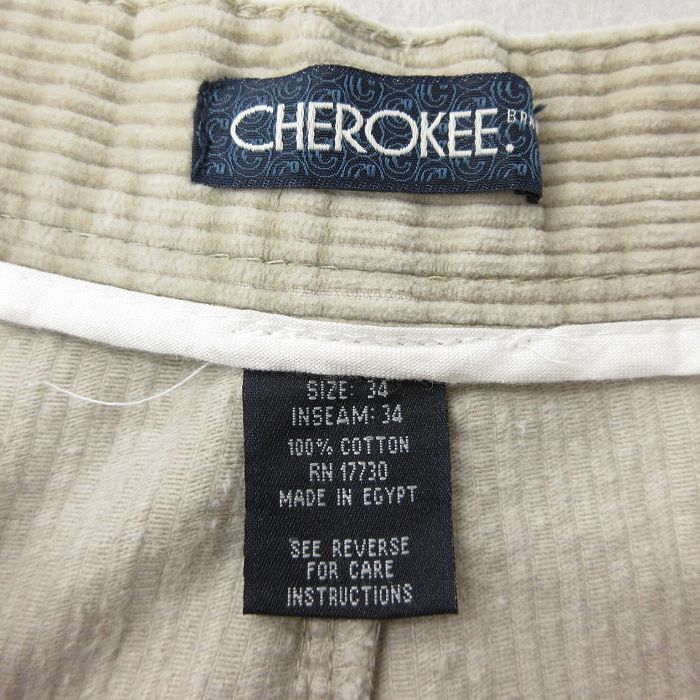 CHEROKEE.
SIZE: 34
INSEAM: 34
100% COTTON
RN 17730
MADE IN EGYPT
SEE REVERSE
FOR CARE
INSTRUCTIONS